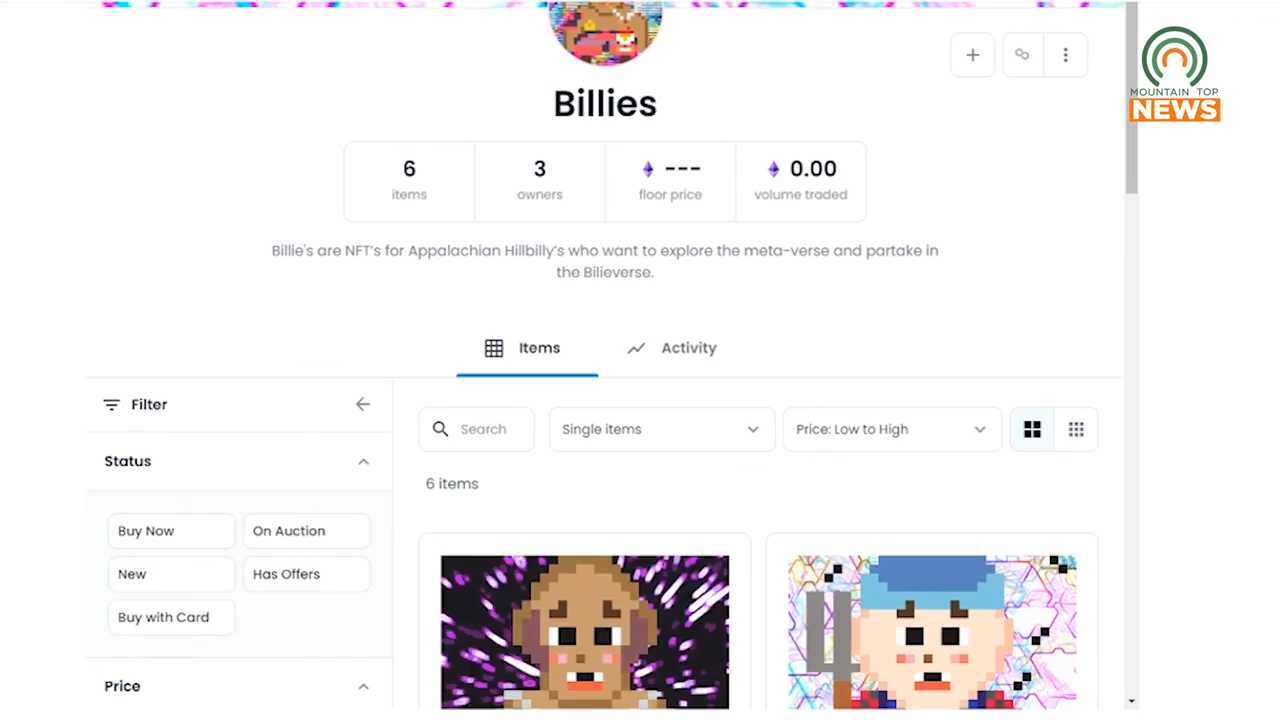 MOUNTAIN TOP
NEWS
Billies
6
items
3
owners
---
floor price
0.00
volume traded
Billie's are NFT's for Appalachian Hillbilly's who want to explore the meta-verse and partake in
the Bilieverse.
Items
Activity
Filter
Search
Single items
Price: Low to High
Status
6 items
Buy Now
On Auction
New
Has Offers
Buy with Card
Price